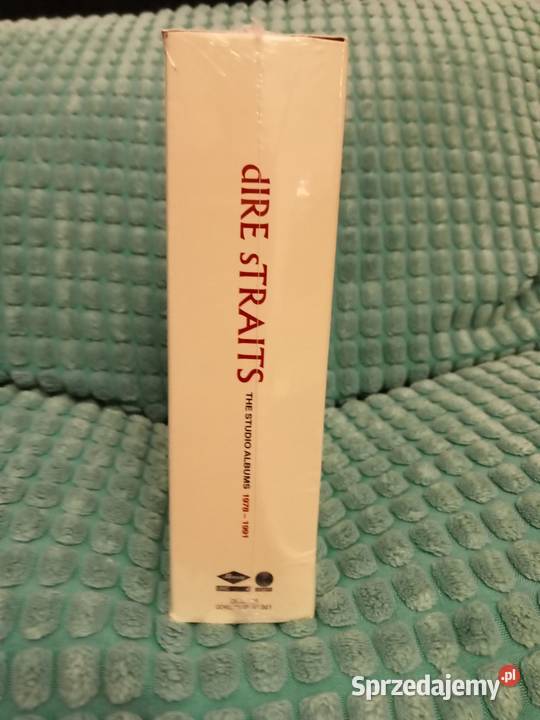 dIRE sTRAITS
THE STUDIO ALBUMS 1978 – 1991
Sprzedajemy.pl